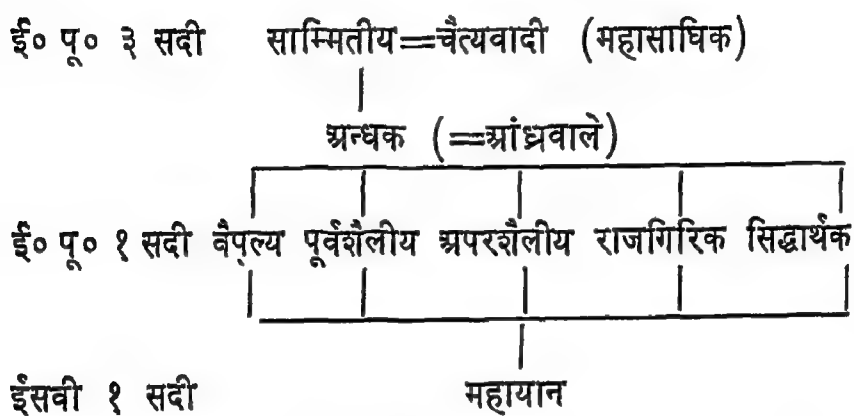 ई० पू० ३ सदी साम्मितीय==चैत्यवादी (महासाघिक)
अन्धक (==आंध्रवाले)
ई० पू० १ सदी वैपुल्य पूर्वशैलीय अपरशैलीय राजगिरिक सिद्धार्थक
ईसवी १ सदी महायान